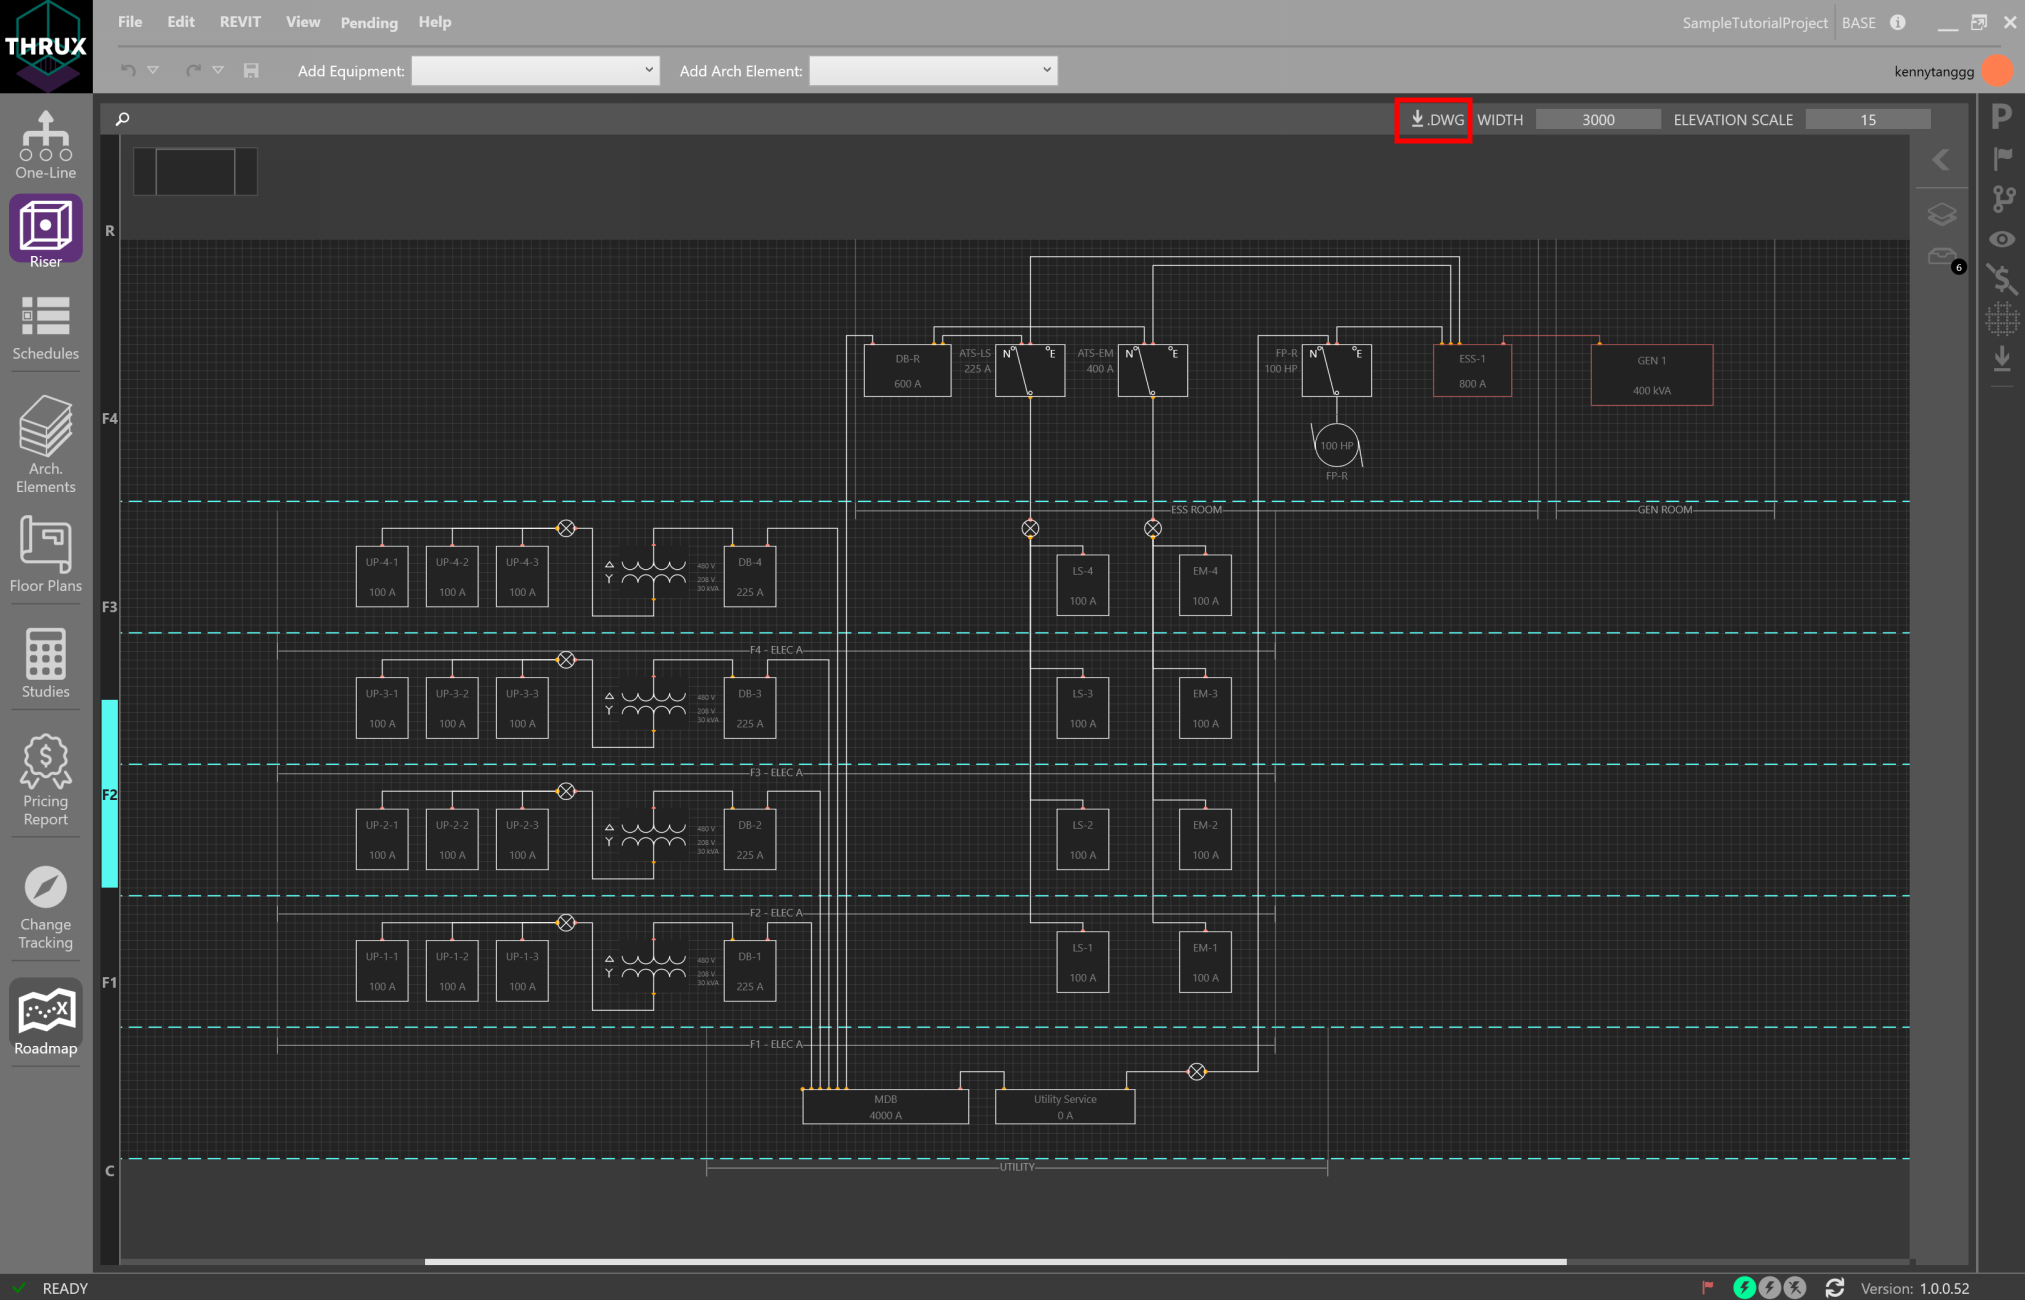 THRUX
File Edit REVIT View Pending Help
SampleTutorialProject BASE
Add Equipment: Add Arch Element:
kennytanggg
.DWG WIDTH 3000 ELEVATION SCALE 15
One-Line
Riser
Schedules
Arch.
Elements
Floor Plans
Studies
Pricing
Report
Change
Tracking
Roadmap
P
6
R
F4
F3
F2
F1
C
DB-R
600 A
ATS-LS
225 A
N E
ATS-EM
400 A
N E
FP-R
100 HP
N E
100 HP
FP-R
ESS-1
800 A
GEN 1
400 kVA
ESS ROOM
GEN ROOM
UP-4-1
100 A
UP-4-2
100 A
UP-4-3
100 A
Y
480 V
208 V
30 kVA
DB-4
225 A
LS-4
100 A
EM-4
100 A
F4 - ELEC A
UP-3-1
100 A
UP-3-2
100 A
UP-3-3
100 A
Y
480 V
208 V
30 kVA
DB-3
225 A
LS-3
100 A
EM-3
100 A
F3 - ELEC A
UP-2-1
100 A
UP-2-2
100 A
UP-2-3
100 A
Y
480 V
208 V
30 kVA
DB-2
225 A
LS-2
100 A
EM-2
100 A
F2 - ELEC A
UP-1-1
100 A
UP-1-2
100 A
UP-1-3
100 A
Y
480 V
208 V
30 kVA
DB-1
225 A
LS-1
100 A
EM-1
100 A
F1 - ELEC A
MDB
4000 A
Utility Service
0 A
UTILITY
READY
Version: 1.0.0.52